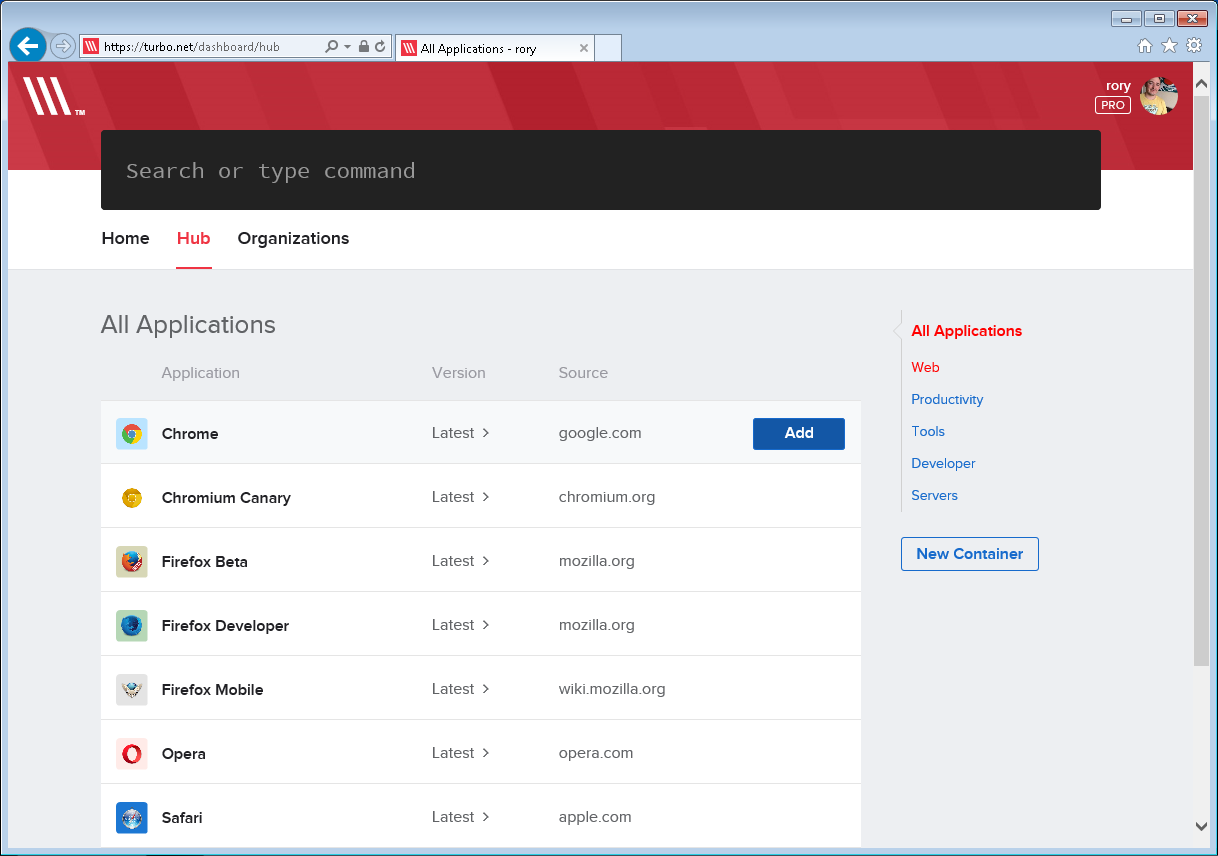 https://turbo.net/dashboard/hub
All Applications - rory
TM
rory
PRO
Search or type command
Home Hub Organizations
All Applications
Application Version Source
Chrome Latest > google.com Add
Chromium Canary Latest > chromium.org
Firefox Beta Latest > mozilla.org
Firefox Developer Latest > mozilla.org
Firefox Mobile Latest > wiki.mozilla.org
Opera Latest > opera.com
Safari Latest > apple.com
All Applications
Web
Productivity
Tools
Developer
Servers
New Container